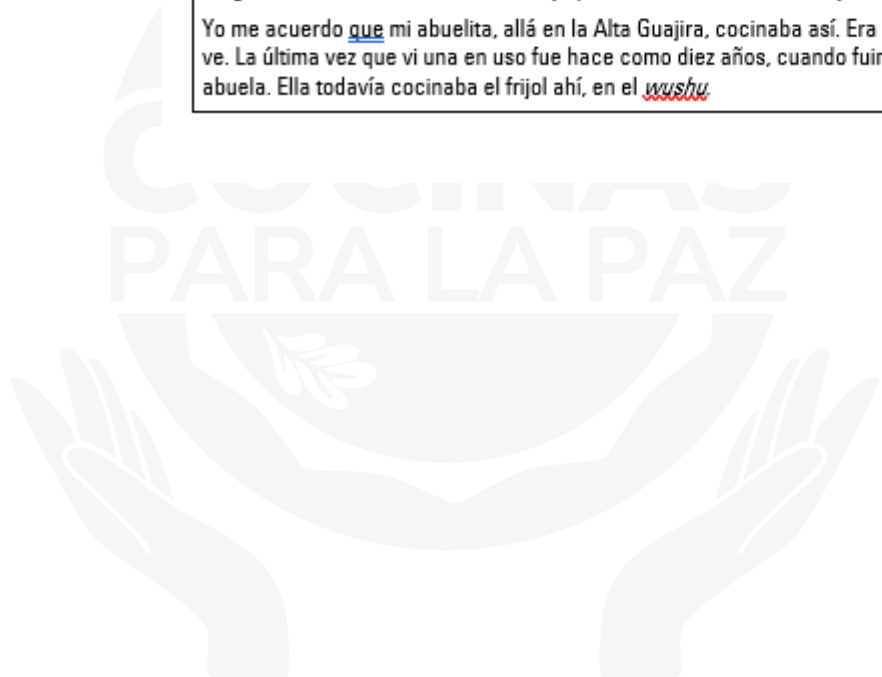 Yo me acuerdo que mi abuelita, allá en la Alta Guajira, cocinaba así. Era
ve. La última vez que vi una en uso fue hace como diez años, cuando
abuela. Ella todavía cocinaba el frijol ahí, en el wushu.
COCINAS
PARA LA PAZ